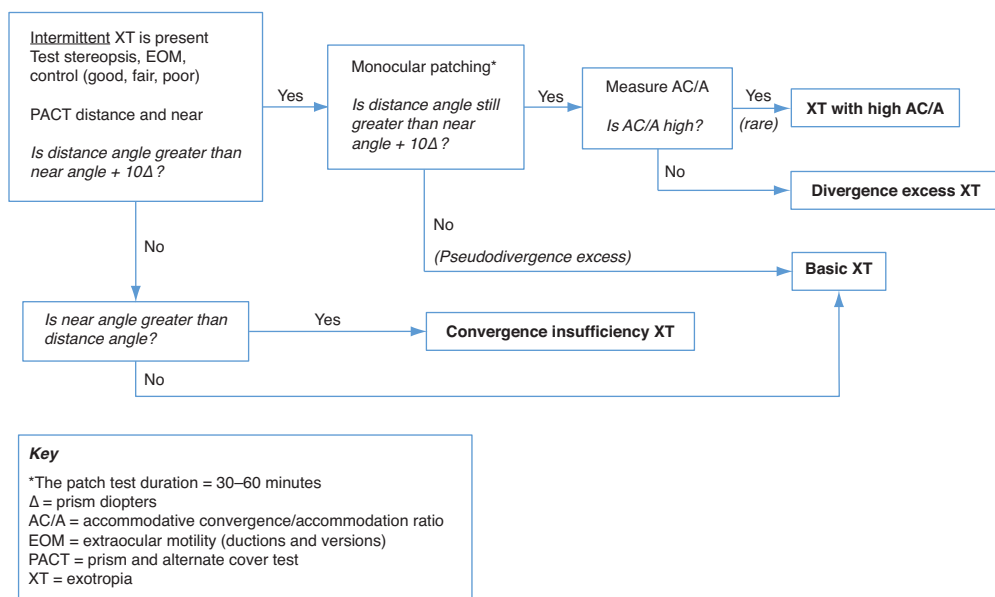 Intermittent XT is present
Test stereopsis, EOM,
control (good, fair, poor)
PACT distance and near
Is distance angle greater than
near angle + 10Δ?
Yes
Monocular patching*
Is distance angle still
greater than near
angle + 10Δ?
Yes
Measure AC/A
Is AC/A high?
Yes
(rare)
XT with high AC/A
No
Divergence excess XT
No
(Pseudodivergence excess)
Basic XT
No
Is near angle greater than
distance angle?
Yes
Convergence insufficiency XT
No
Key
*The patch test duration = 30–60 minutes
Δ = prism diopters
AC/A = accommodative convergence/accommodation ratio
EOM = extraocular motility (ductions and versions)
PACT = prism and alternate cover test
XT = exotropia